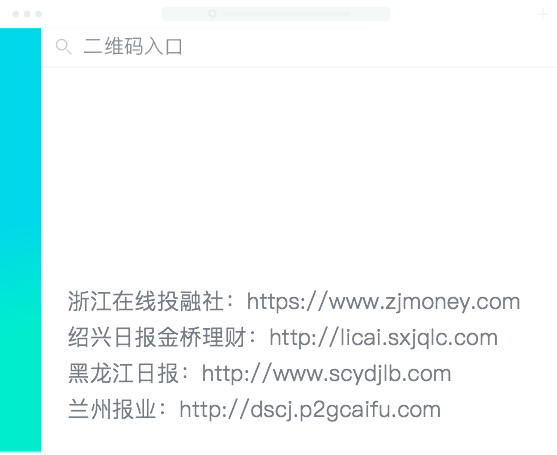 二维码入口
浙江在线投融社：https://www.zjmoney.com
绍兴日报金桥理财：http://licai.sxjqlc.com
黑龙江日报：http://www.scydjlb.com
兰州报业：http://dscj.p2gcaifu.com